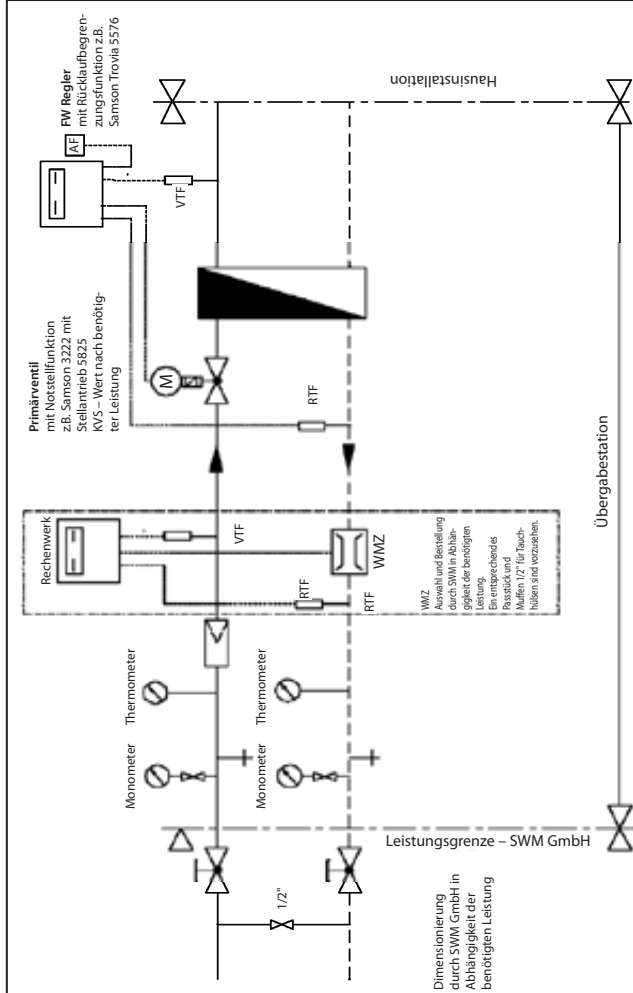 FW Regler
mit Rücklaufbegren-
zungsfunktion z.B.
Samson Trovia 5576
AF
VTF
Hausinstallation
Primärventil
mit Notstellfunktion
z.B. Samson 3222 mit
Stellantrieb 5825
KVS – Wert nach benötig-
ter Leistung
M
RTF
Rechenwerk
VTF
RTF
WMZ
RTF
WMZ
Auswahl und Beistellung
durch SWM in Abhän-
gigkeit der benötigten
Leistung.
Ein entsprechendes
Passstück und
Muffen 1/2" für Tauch-
hülsen sind vorzusehen.
Übergabestation
Thermometer
Thermometer
Monometer
Monometer
Leistungsgrenze – SWM GmbH
1/2"
Dimensionierung
durch SWM GmbH in
Abhängigkeit der
benötigten Leistung